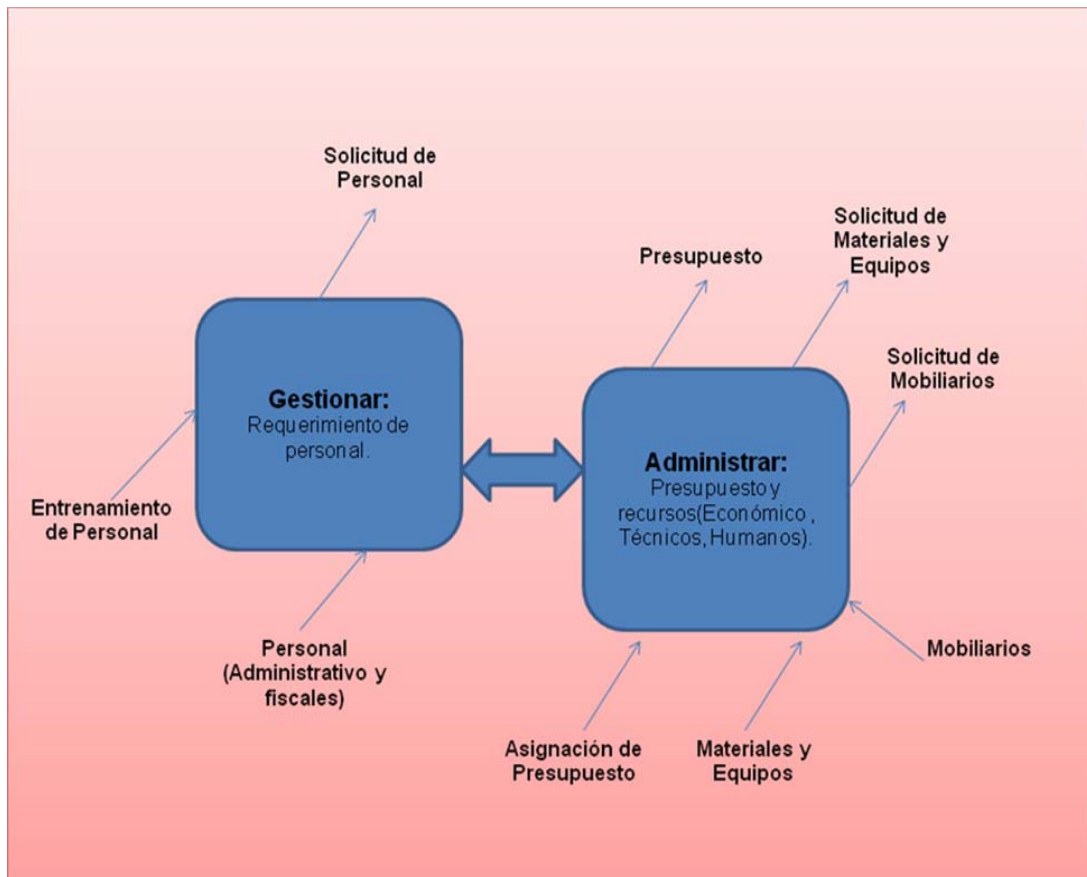 Solicitud de
Personal
Solicitud de
Materiales y
Equipos
Presupuesto
Solicitud de
Mobiliarios
Gestionar:
Requerimiento de
personal.
Administrar:
Presupuesto y
recursos(Económico ,
Técnicos, Humanos).
Entrenamiento
de Personal
Personal
(Administrativo y
fiscales)
Mobiliarios
Asignación de
Presupuesto
Materiales y
Equipos